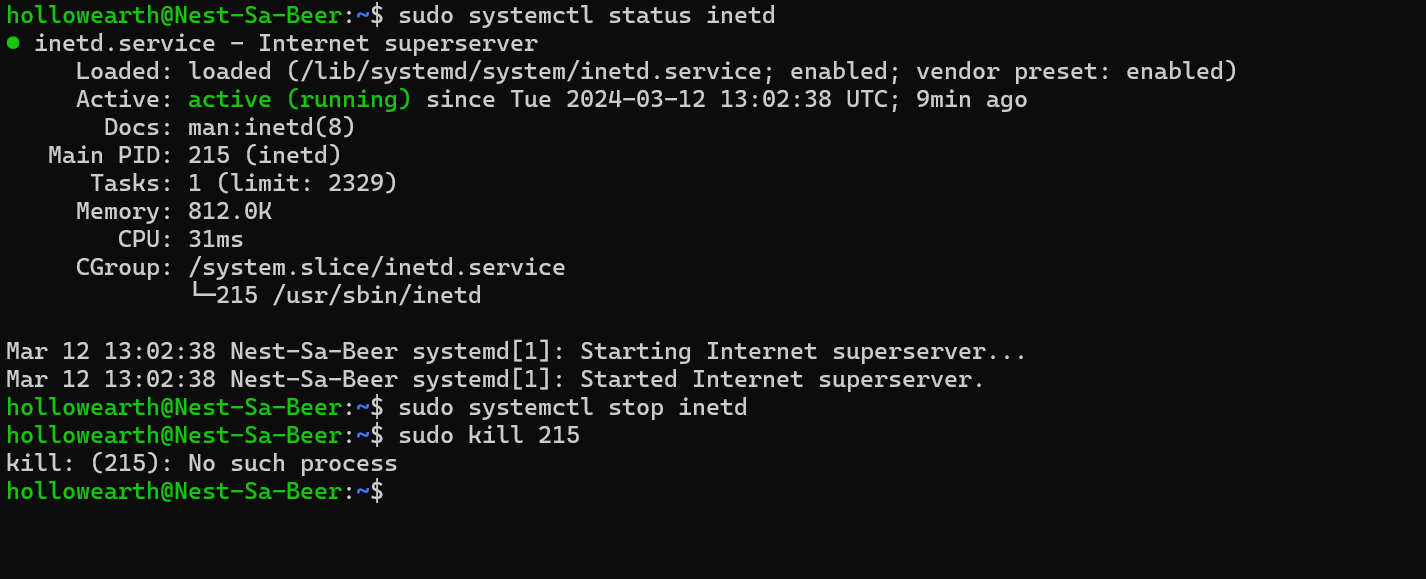 hollowearth@Nest-Sa-Beer:~$ sudo systemctl status inetd
● inetd.service - Internet superserver
     Loaded: loaded (/lib/systemd/system/inetd.service; enabled; vendor preset: enabled)
     Active: active (running) since Tue 2024-03-12 13:02:38 UTC; 9min ago
       Docs: man:inetd(8)
   Main PID: 215 (inetd)
      Tasks: 1 (limit: 2329)
     Memory: 812.0K
        CPU: 31ms
     CGroup: /system.slice/inetd.service
             └─215 /usr/sbin/inetd

Mar 12 13:02:38 Nest-Sa-Beer systemd[1]: Starting Internet superserver...
Mar 12 13:02:38 Nest-Sa-Beer systemd[1]: Started Internet superserver.
hollowearth@Nest-Sa-Beer:~$ sudo systemctl stop inetd
hollowearth@Nest-Sa-Beer:~$ sudo kill 215
kill: (215): No such process
hollowearth@Nest-Sa-Beer:~$